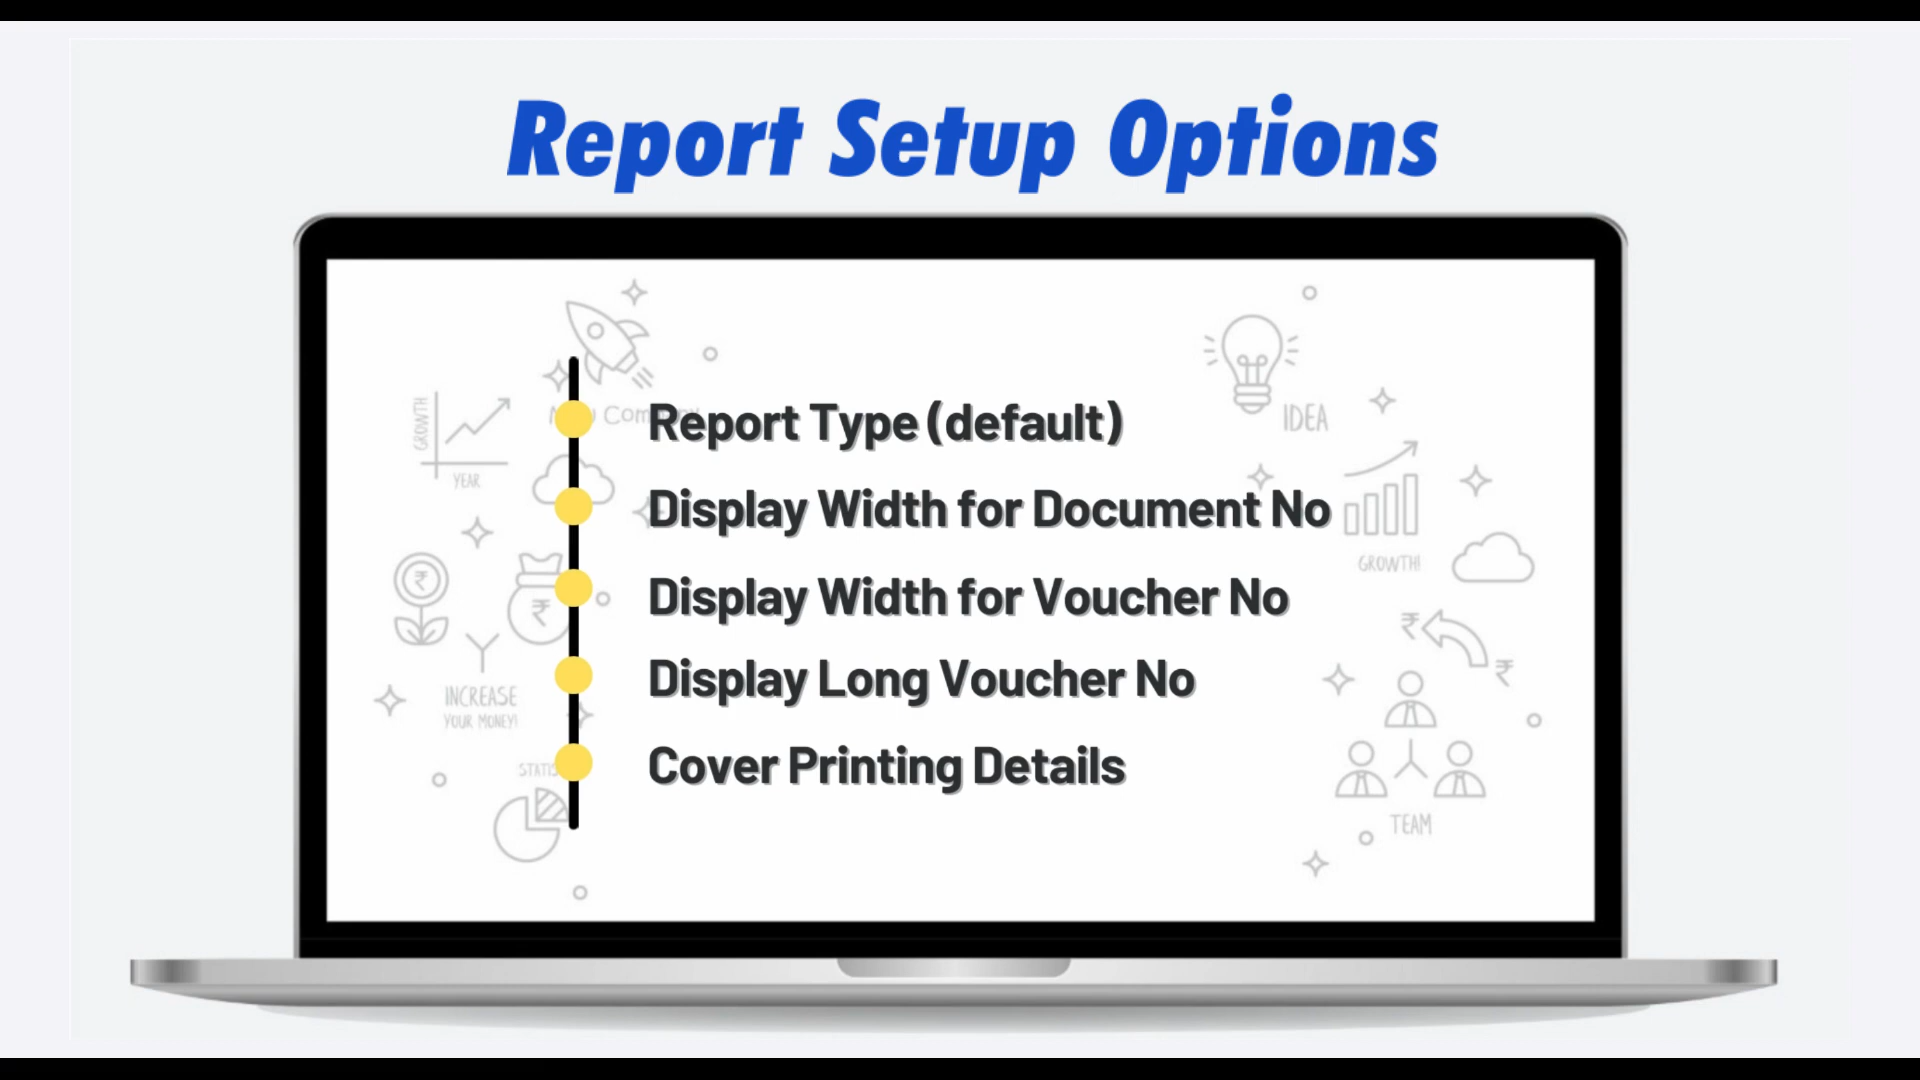 Report Setup Options
Report Type (default)
Display Width for Document No
Display Width for Voucher No
Display Long Voucher No
Cover Printing Details
GROWTH
YEAR
INCREASE
YOUR MONEY!
IDEA
GROWTH!
₹
₹
₹
₹
TEAM